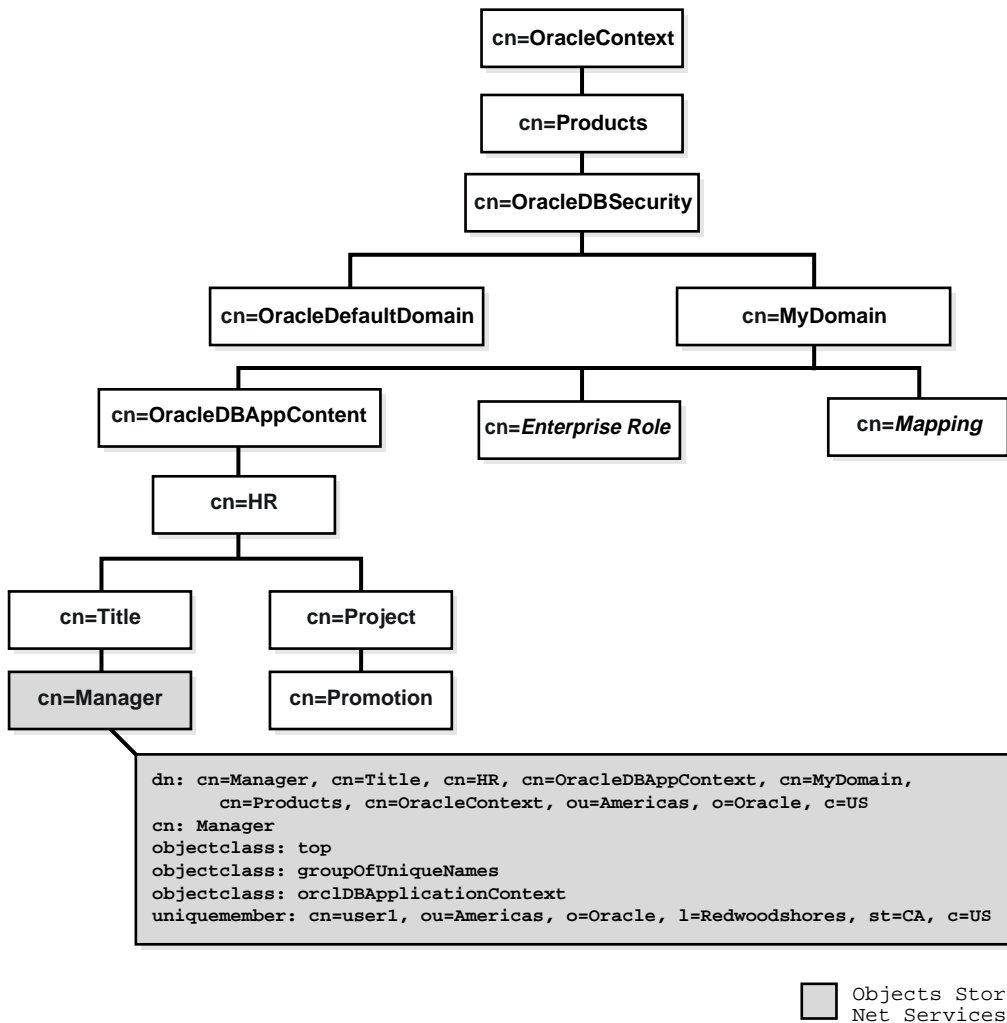 cn=OracleContext
cn=Products
cn=OracleDBSecurity
cn=OracleDefaultDomain
cn=MyDomain
cn=OracleDBAppContent
cn=Enterprise Role
cn=Mapping
cn=HR
cn=Title
cn=Project
cn=Manager
cn=Promotion
dn: cn=Manager, cn=Title, cn=HR, cn=OracleDBAppContext, cn=MyDomain,
cn=Products, cn=OracleContext, ou=Americas, o=Oracle, c=US
cn: Manager
objectclass: top
objectclass: groupOfUniqueNames
objectclass: orclDBApplicationContext
uniquemember: cn=user1, ou=Americas, o=Oracle, l=Redwoodshores, st=CA, c=US
Objects Stor
Net Services